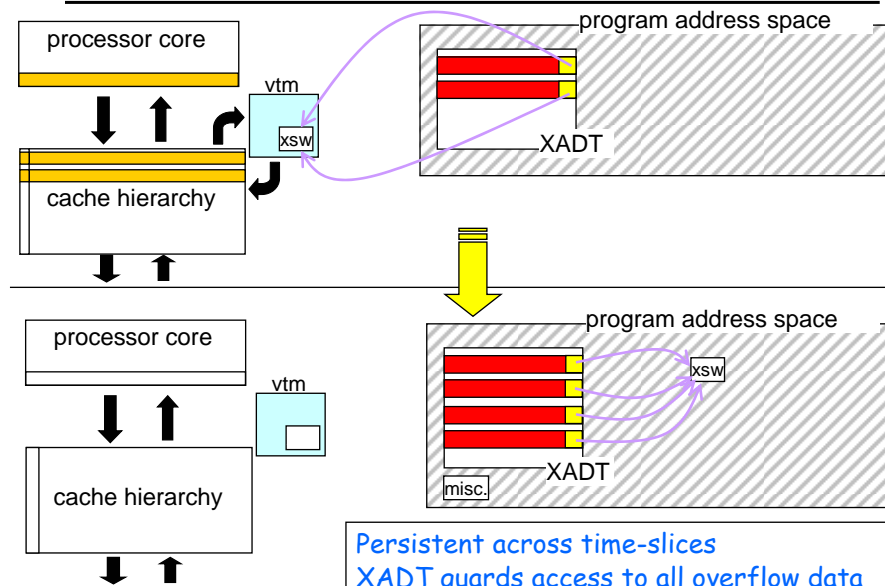 program address space
processor core
vtm
xsw
XADT
cache hierarchy
program address space
processor core
xsw
vtm
XADT
misc.
cache hierarchy
Persistent across time-slices
XADT guards access to all overflow data